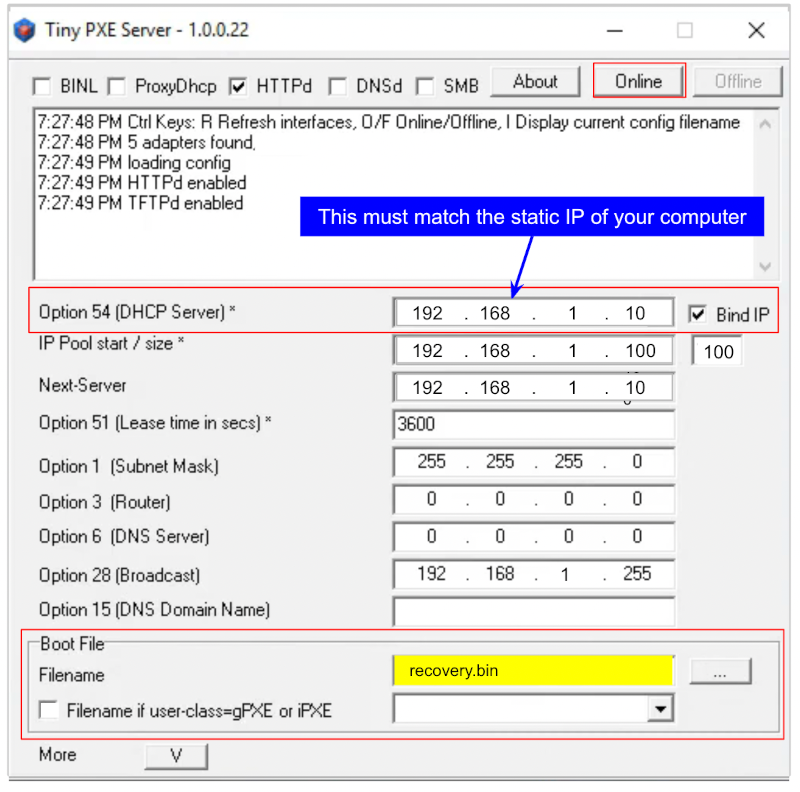 Tiny PXE Server - 1.0.0.22
BINL ProxyDhcp HTTPd DNSd SMB About Online Offline
7:27:48 PM Ctrl Keys: R Refresh interfaces, O/F Online/Offline, I Display current config filename
7:27:48 PM 5 adapters found.
7:27:49 PM loading config
7:27:49 PM HTTPd enabled
7:27:49 PM TFTPd enabled
This must match the static IP of your computer
Option 54 (DHCP Server) * 192 . 168 . 1 . 10 Bind IP
IP Pool start / size * 192 . 168 . 1 . 100 100
Next-Server 192 . 168 . 1 . 10
Option 51 (Lease time in secs) * 3600
Option 1 (Subnet Mask) 255 . 255 . 255 . 0
Option 3 (Router) 0 . 0 . 0 . 0
Option 6 (DNS Server) 0 . 0 . 0 . 0
Option 28 (Broadcast) 192 . 168 . 1 . 255
Option 15 (DNS Domain Name)
Boot File
Filename recovery.bin ...
Filename if user-class=gPXE or iPXE
More V